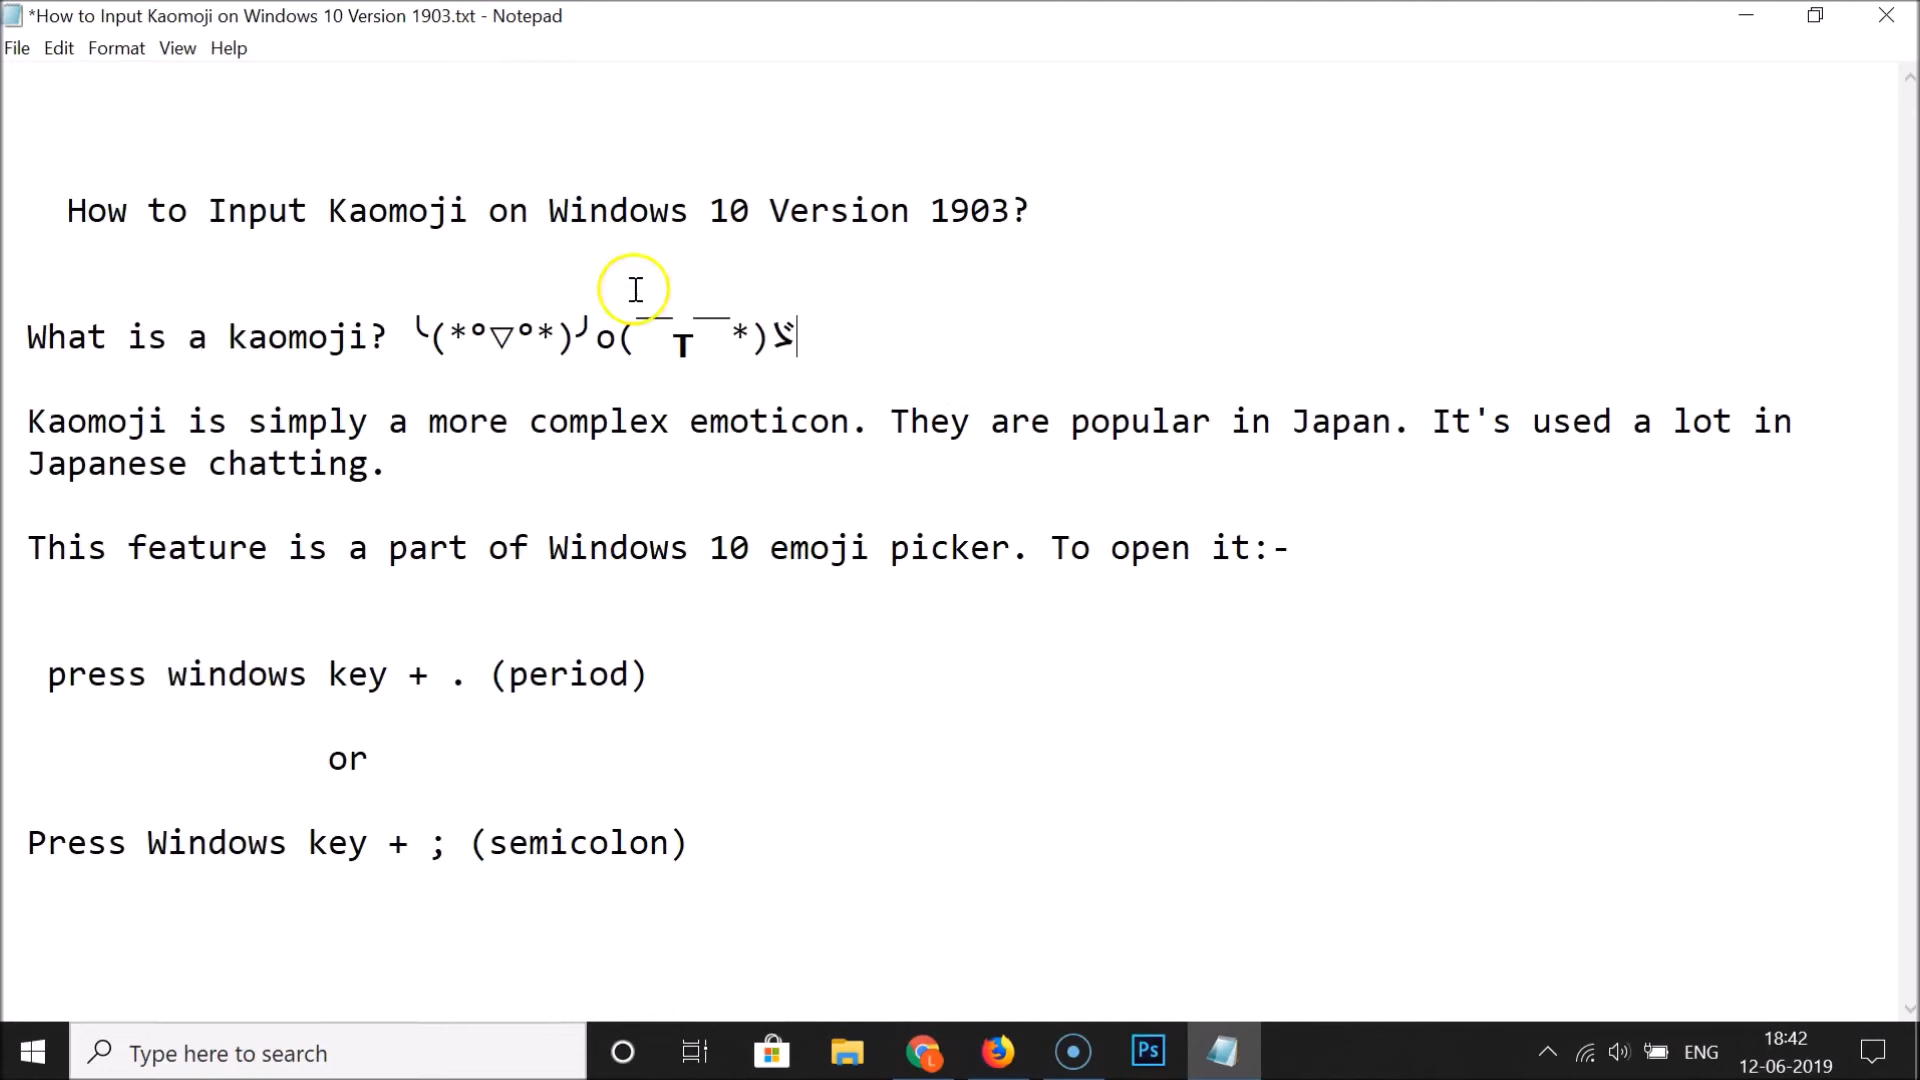 *How to Input Kaomoji on Windows 10 Version 1903.txt - Notepad
File Edit Format View Help
How to Input Kaomoji on Windows 10 Version 1903?
What is a kaomoji? ╰(*°▽°*)╯o(￣┰￣*)ゞ
Kaomoji is simply a more complex emoticon. They are popular in Japan. It's used a lot in
Japanese chatting.
This feature is a part of Windows 10 emoji picker. To open it:-
press windows key + . (period)
or
Press Windows key + ; (semicolon)
Type here to search
Ps
L
ENG
18:42
12-06-2019